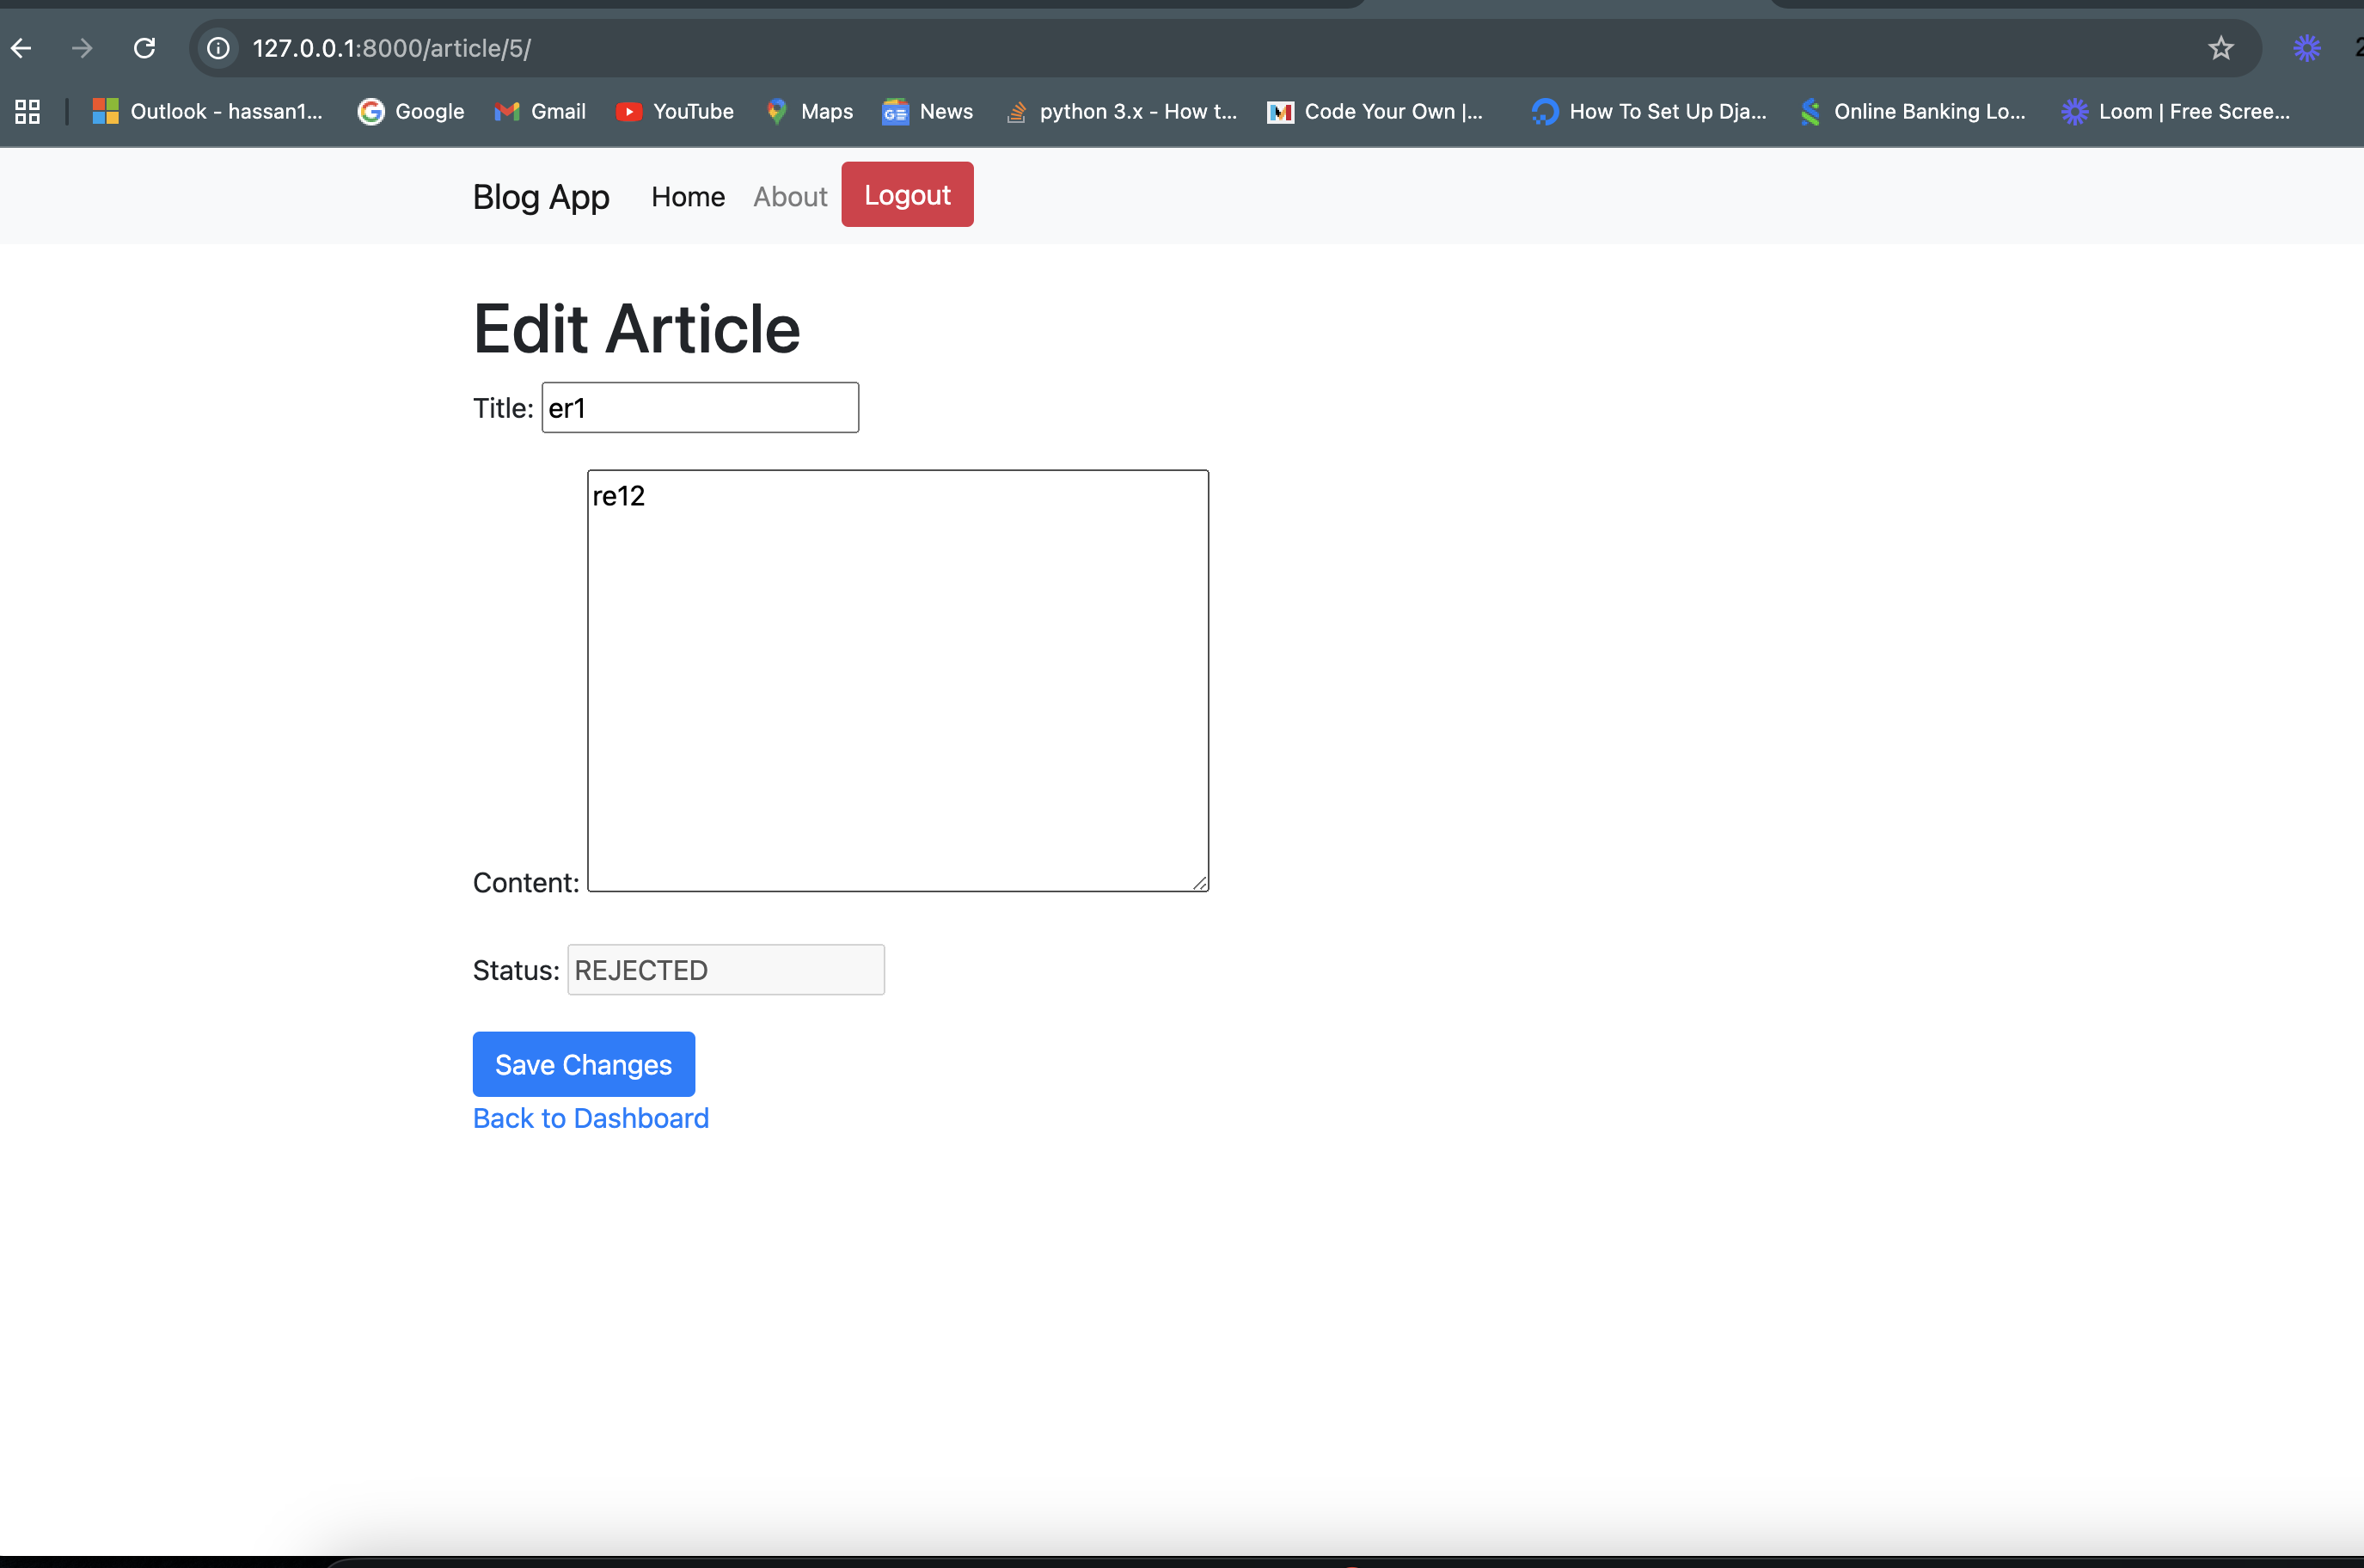 127.0.0.1:8000/article/5/
Outlook - hassan1... Google Gmail YouTube Maps News python 3.x - How t... Code Your Own |... How To Set Up Dja... Online Banking Lo... Loom | Free Scree...
Blog App Home About Logout
Edit Article
Title: er1
re12
Content:
Status: REJECTED
Save Changes
Back to Dashboard